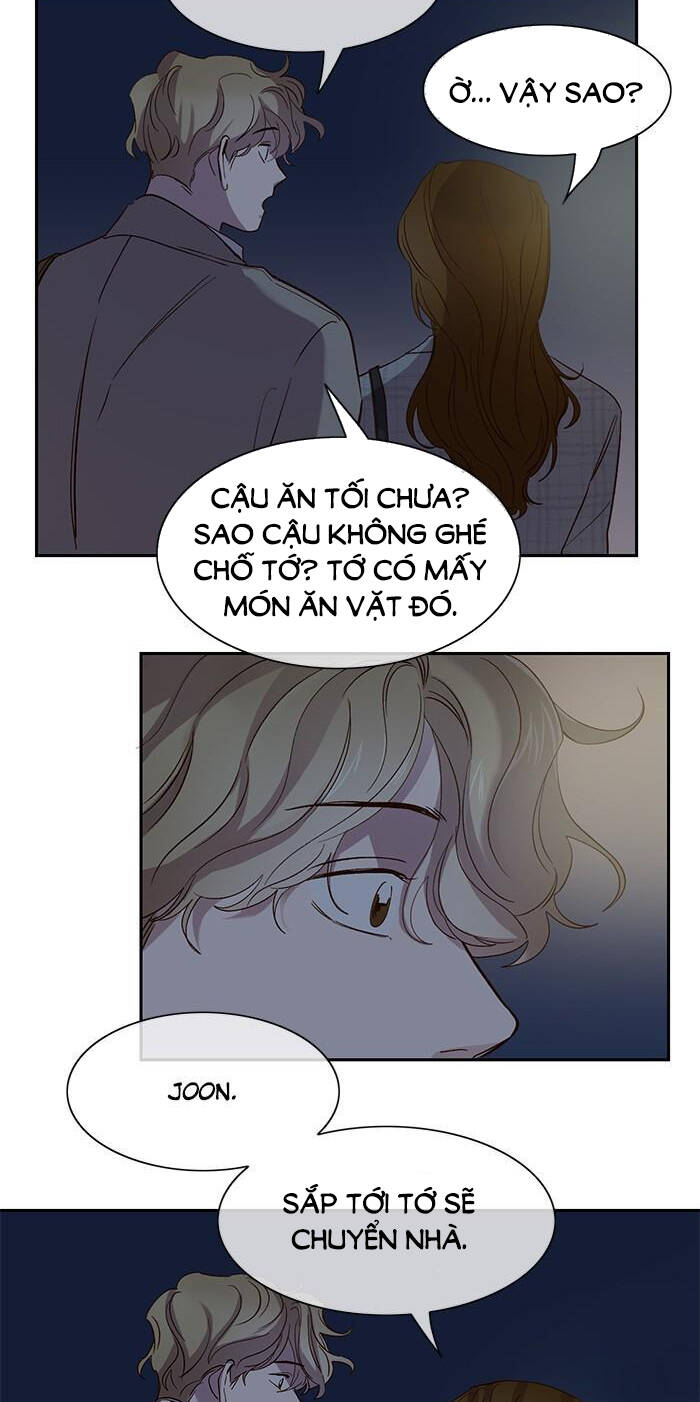 Ờ... VẬY SAO?
CẬU ĂN TỐI CHƯA?
SAO CẬU KHÔNG GHÉ
CHỖ TỚ? TỚ CÓ MẤY
MÓN ĂN VẶT ĐÓ.
JOON.
SẮP TỚI TỚ SẼ
CHUYỂN NHÀ.